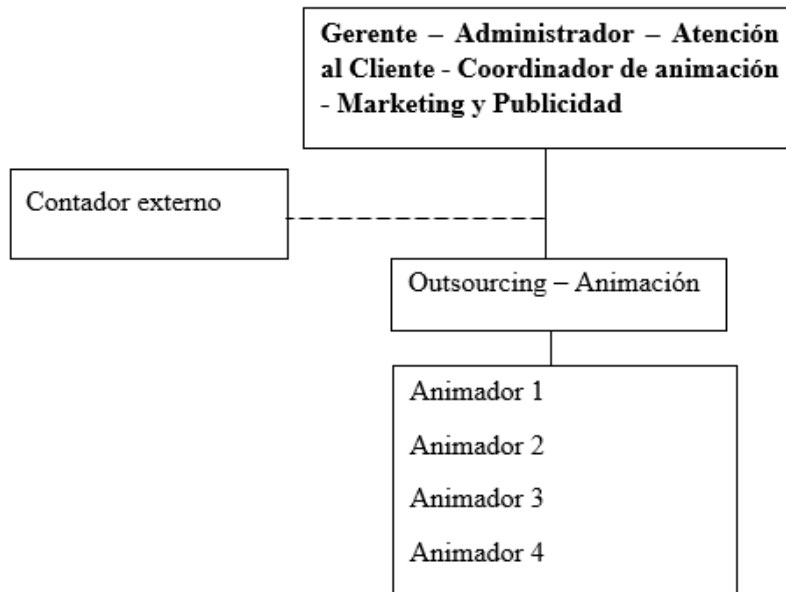 Gerente – Administrador – Atención
al Cliente - Coordinador de animación
- Marketing y Publicidad
Contador externo
Outsourcing – Animación
Animador 1
Animador 2
Animador 3
Animador 4